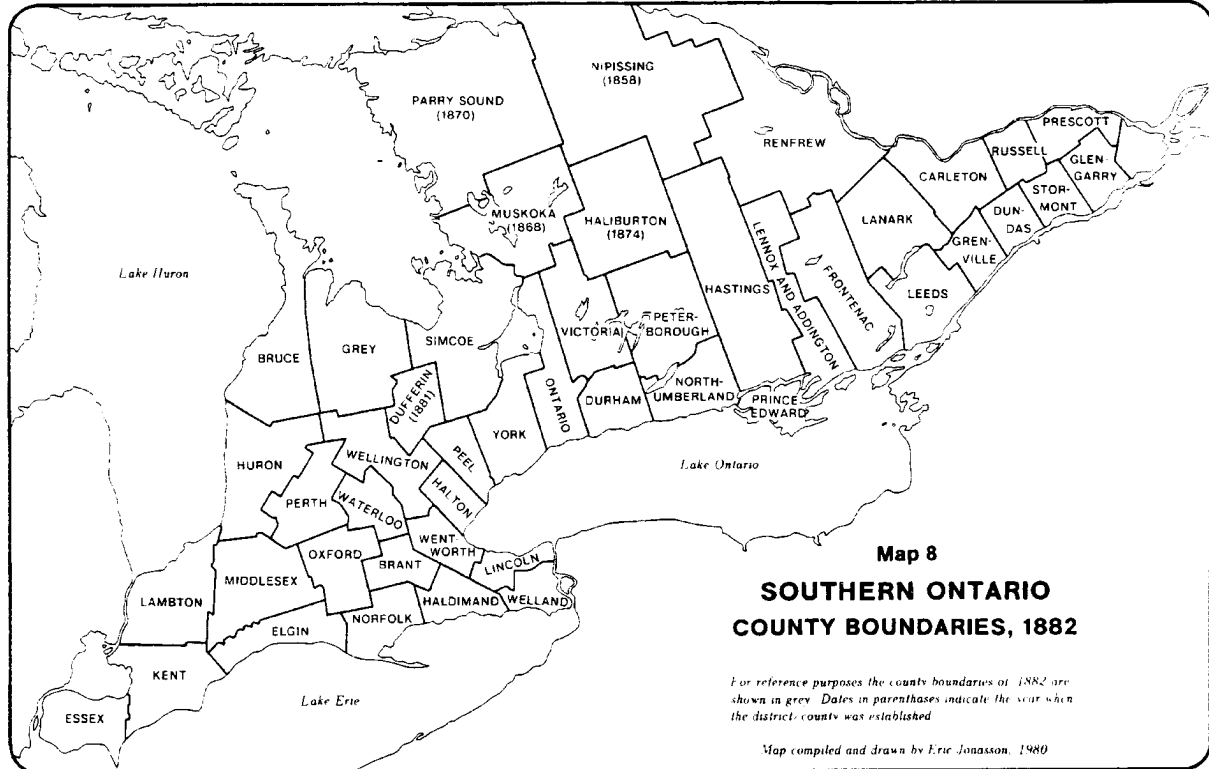 NIPISSING
(1858)
PARRY SOUND
(1870)
RENFREW
PRESCOTT
RUSSELL
GLEN-
GARRY
CARLETON
STOR-
MONT
DUN-
DAS
LANARK
GREN-
VILLE
LEEDS
MUSKOKA
(1868)
HALIBURTON
(1874)
LENNOX AND ADDINGTON
FRONTENAC
HASTINGS
Lake Huron
VICTORIA
PETER-
BOROUGH
BRUCE
GREY
SIMCOE
DUFFERIN
(1881)
ONTARIO
DURHAM
NORTH-
UMBERLAND
PRINCE
EDWARD
YORK
PEEL
HURON
WELLINGTON
HALTON
Lake Ontario
PERTH
WATERLOO
WENT-
WORTH
OXFORD
BRANT
LINCOLN
MIDDLESEX
LAMBTON
HALDIMAND
WELLAND
NORFOLK
ELGIN
KENT
ESSEX
Lake Erie
Map 8
SOUTHERN ONTARIO
COUNTY BOUNDARIES, 1882
For reference purposes the county boundaries of 1882 are
shown in grey Dates in parenthases indicate the year when
the district county was established
Map compiled and drawn by Eric Jonasson, 1980